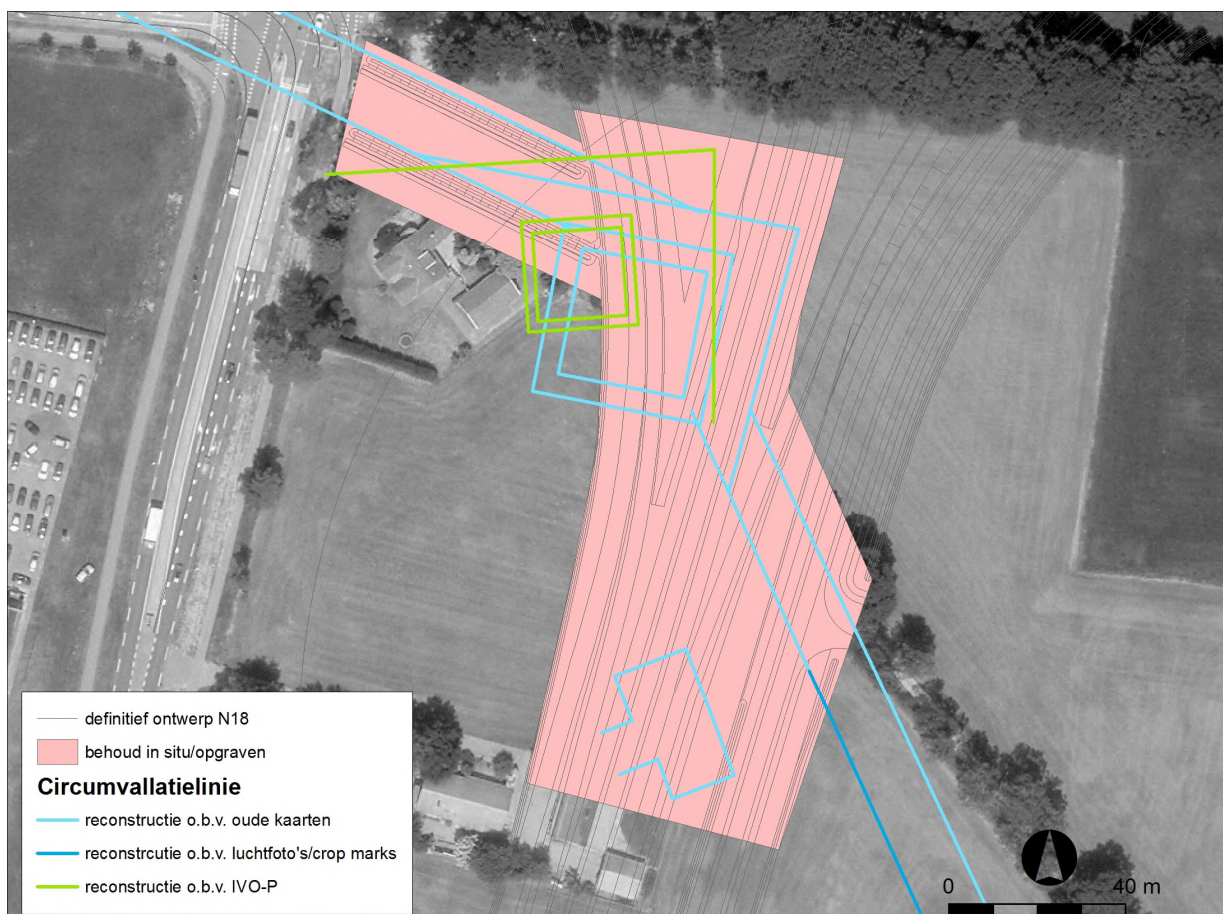 definitief ontwerp N18
behoud in situ/opgraven
Circumvallatielinie
reconstructie o.b.v. oude kaarten
reconstrcutie o.b.v. luchtfoto's/crop marks
reconstructie o.b.v. IVO-P
0 40 m